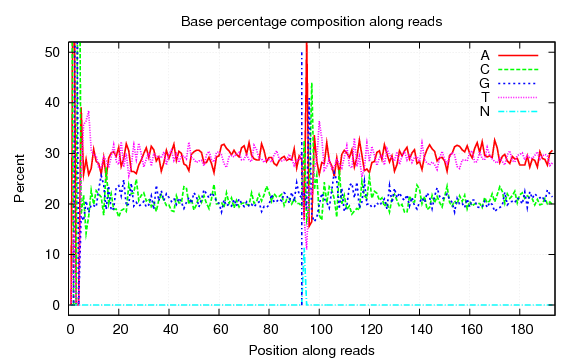 Base percentage composition along reads
50
40
30
20
10
0
Percent
A
C
G
T
N
0 20 40 60 80 100 120 140 160 180
Position along reads